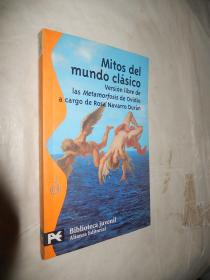 Mitos del
mundo clásico
Versión libre de
las Metamorfosis de Ovidio
a cargo de Rosa Navarro Durán
Biblioteca juvenil
Alianza Editorial